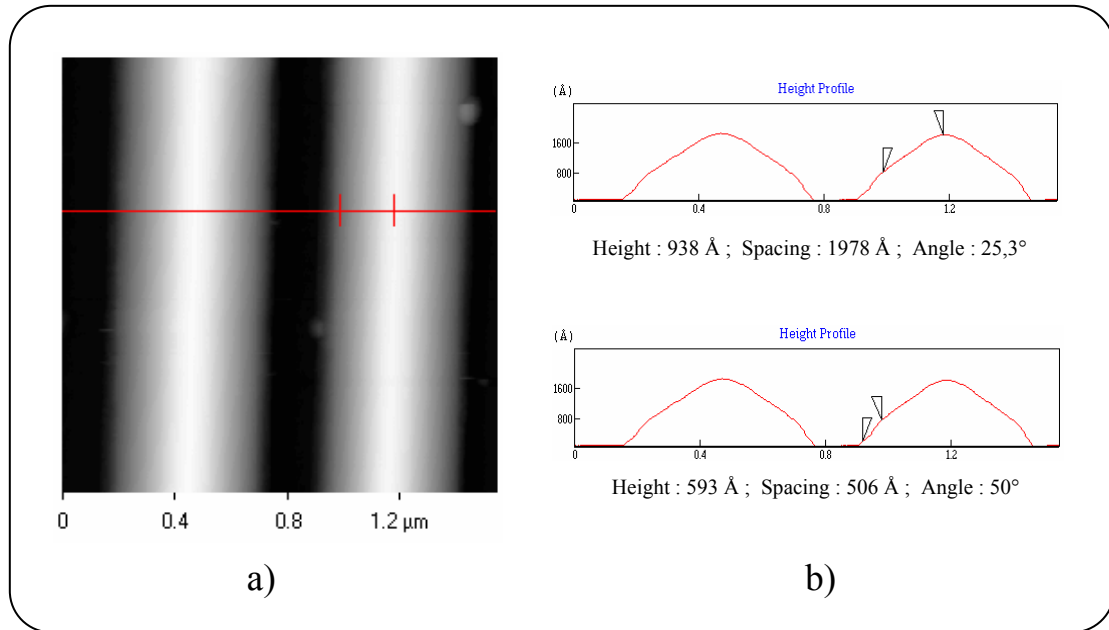 0
0.4
0.8
1.2 µm
a)
Height Profile
(Å)
1600
800
0
0.4
0.8
1.2
Height : 938 Å ; Spacing : 1978 Å ; Angle : 25,3°
Height Profile
(Å)
1600
800
0
0.4
0.8
1.2
Height : 593 Å ; Spacing : 506 Å ; Angle : 50°
b)